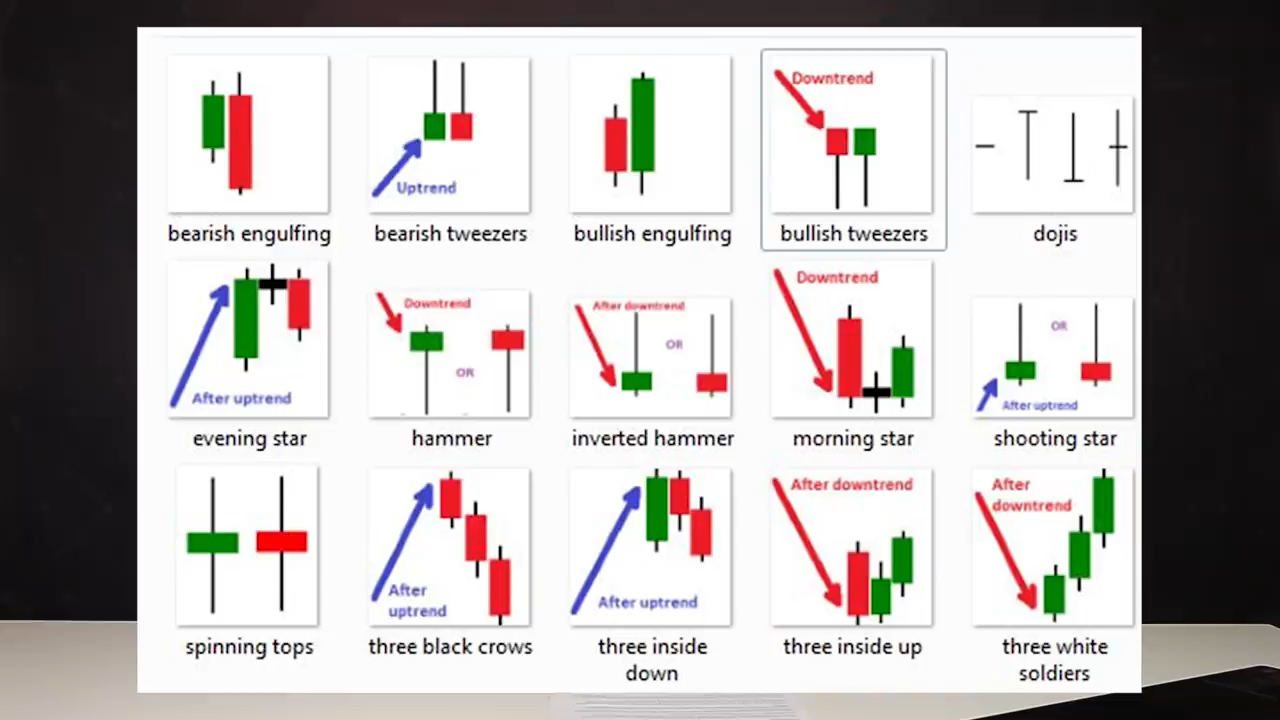 Downtrend
Uptrend
bearish engulfing
bearish tweezers
bullish engulfing
bullish tweezers
dojis
After uptrend
Downtrend
OR
After downtrend
OR
Downtrend
OR
After uptrend
evening star
hammer
inverted hammer
morning star
shooting star
After
uptrend
After uptrend
After downtrend
After
downtrend
spinning tops
three black crows
three inside
down
three inside up
three white
soldiers